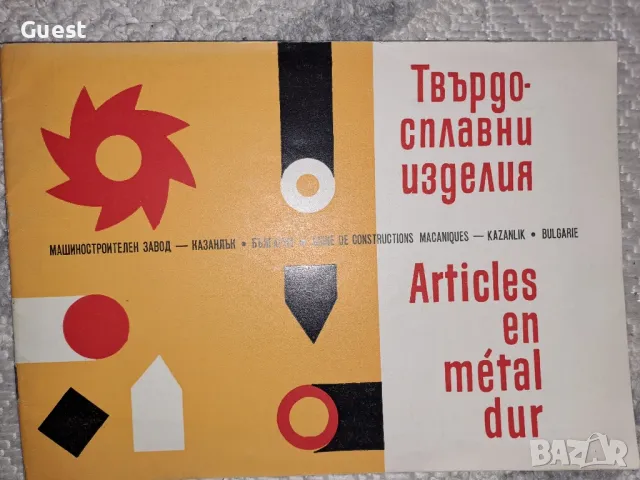 Guest
Твърдо-
сплавни
изделия
МАШИНОСТРОИТЕЛЕН ЗАВОД — КАЗАНЛЪК • БЪЛГАРИЯ • USINE DE CONSTRUCTIONS MACANIQUES — KAZANLIK • BULGARIE
Articles
en
métal
dur
BAZAR